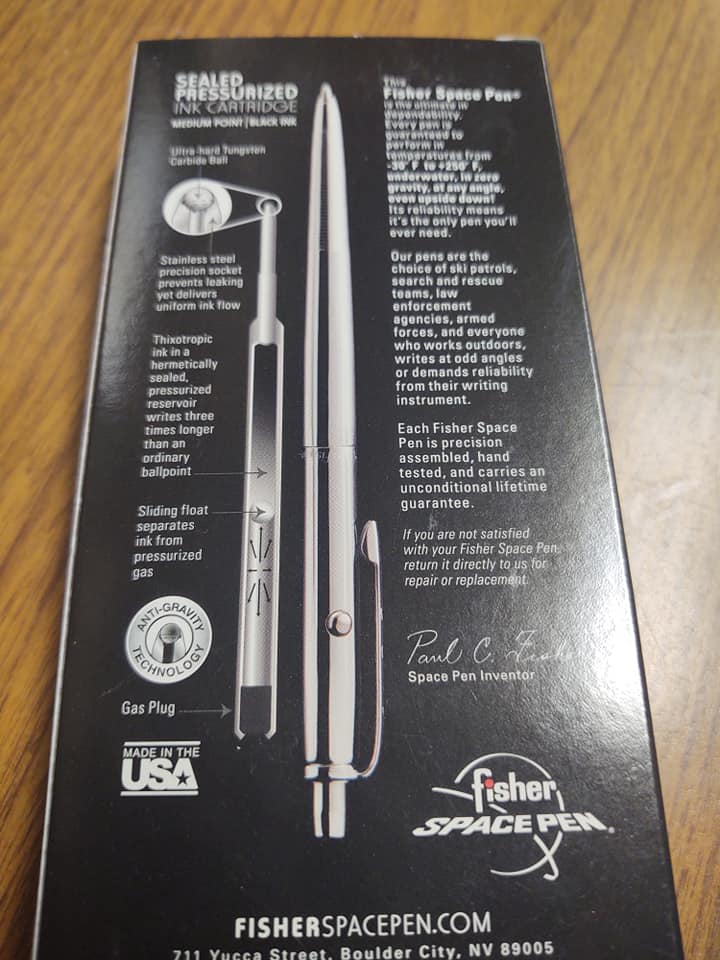 SEALED
PRESSURIZED
INK CARTRIDGE
MEDIUM POINT | BLACK INK
Ultra-hard Tungsten
Carbide Ball
Stainless steel
precision socket
prevents leaking
yet delivers
uniform ink flow
Thixotropic
ink in a
hermetically
sealed,
pressurized
reservoir
writes three
times longer
than an
ordinary
ballpoint
Sliding float
separates
ink from
pressurized
gas
ANTI-GRAVITY
TECHNOLOGY
Gas Plug
MADE IN THE
USA
This
Fisher Space Pen®
is the ultimate in
dependability.
Every pen is
guaranteed to
perform in
temperatures from
-30° F to +250° F,
underwater, in zero
gravity, at any angle,
even upside down!
Its reliability means
it's the only pen you'll
ever need.
Our pens are the
choice of ski patrols,
search and rescue
teams, law
enforcement
agencies, armed
forces, and everyone
who works outdoors,
writes at odd angles
or demands reliability
from their writing
instrument.
Each Fisher Space
Pen is precision
assembled, hand
tested, and carries an
unconditional lifetime
guarantee.
If you are not satisfied
with your Fisher Space Pen,
return it directly to us for
repair or replacement.
Paul C. Fisher
Space Pen Inventor
fisher
SPACE PEN
FISHERSPACEPEN.COM
711 Yucca Street, Boulder City, NV 89005